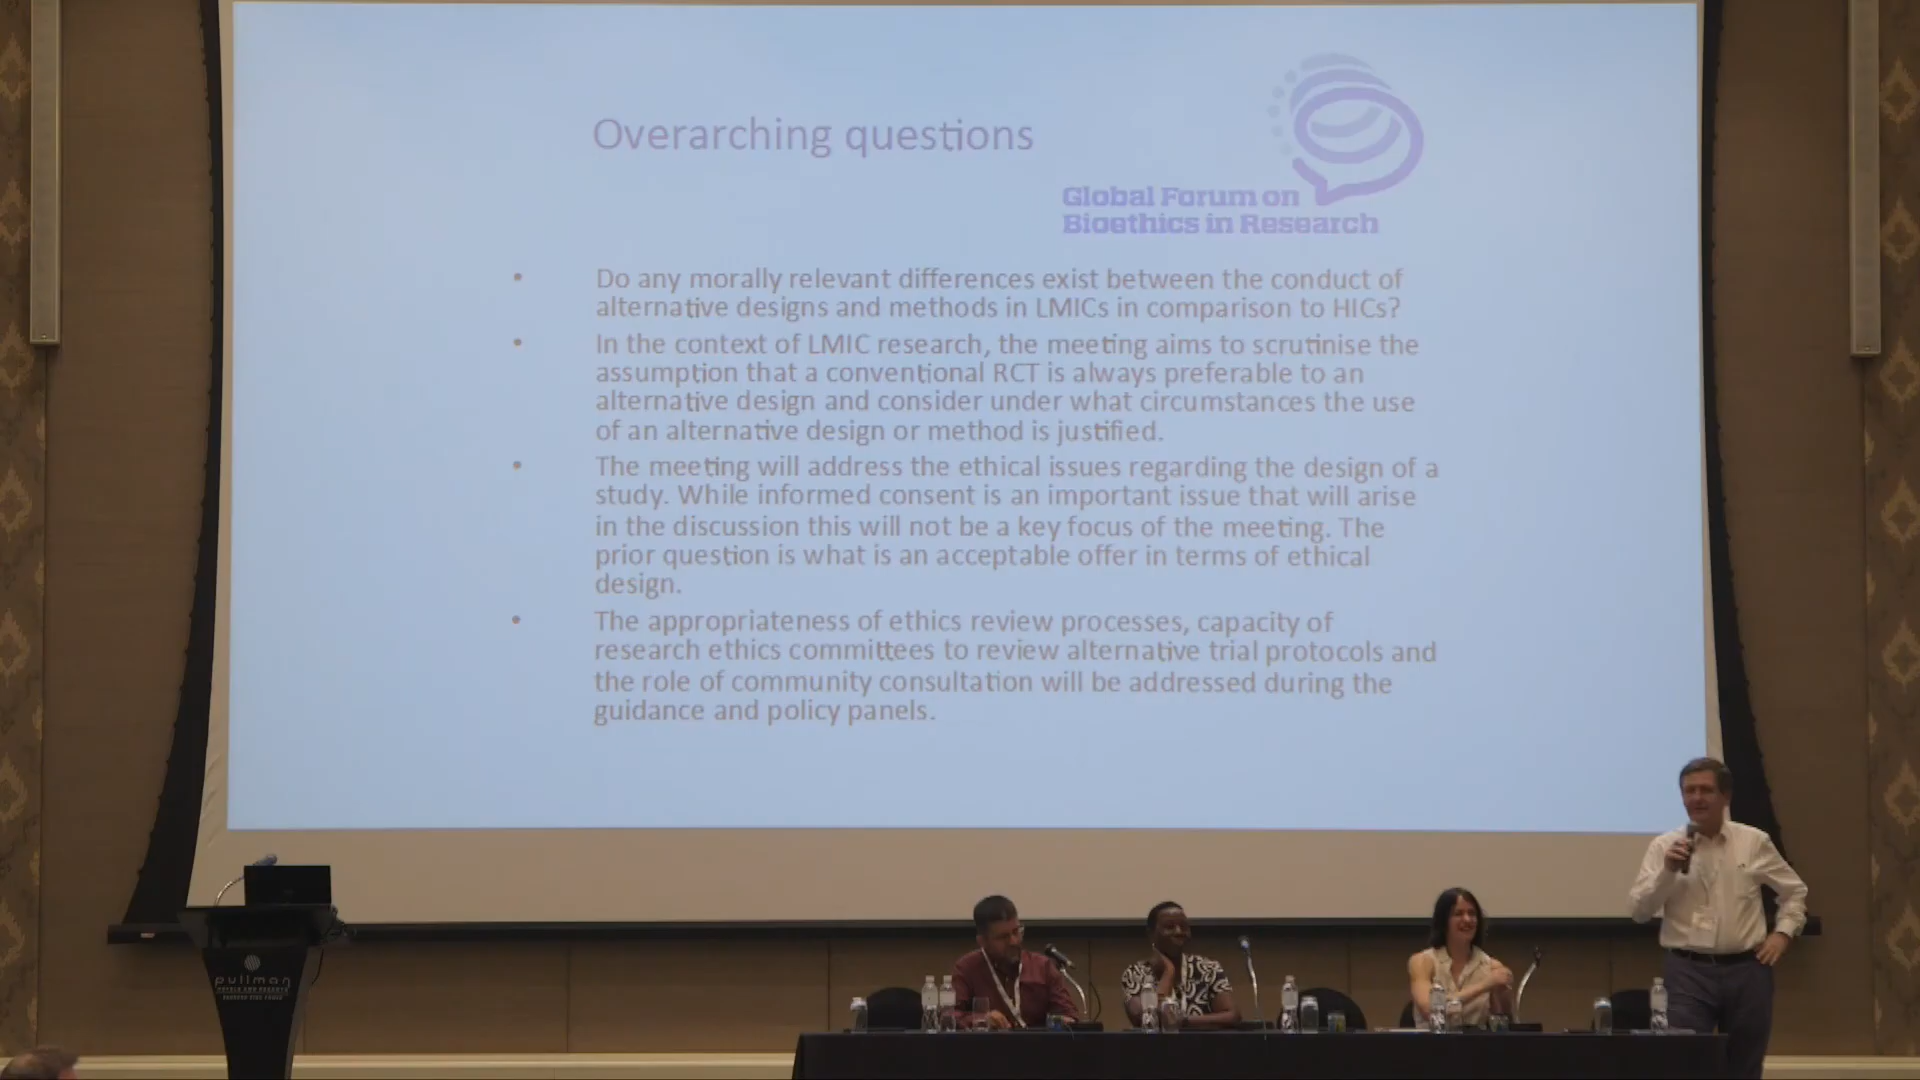 Overarching questions
Global Forum on
Bioethics in Research
• Do any morally relevant differences exist between the conduct of
alternative designs and methods in LMICs in comparison to HICs?
• In the context of LMIC research, the meeting aims to scrutinise the
assumption that a conventional RCT is always preferable to an
alternative design and consider under what circumstances the use
of an alternative design or method is justified.
• The meeting will address the ethical issues regarding the design of a
study. While informed consent is an important issue that will arise
in the discussion this will not be a key focus of the meeting. The
prior question is what is an acceptable offer in terms of ethical
design.
• The appropriateness of ethics review processes, capacity of
research ethics committees to review alternative trial protocols and
the role of community consultation will be addressed during the
guidance and policy panels.
pullman
HOTELS AND RESORTS